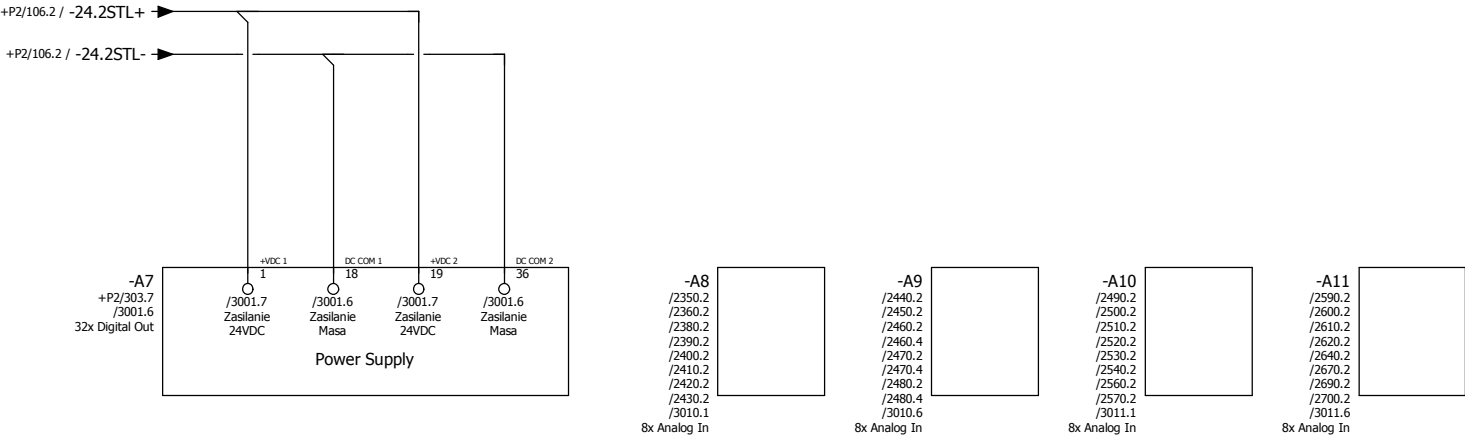 +P2/106.2 / -24.2STL+
+P2/106.2 / -24.2STL-
+VDC 1
1
DC COM 1
18
+VDC 2
19
DC COM 2
36
-A7
+P2/303.7
/3001.6
32x Digital Out
/3001.7
Zasilanie
24VDC
/3001.6
Zasilanie
Masa
/3001.7
Zasilanie
24VDC
/3001.6
Zasilanie
Masa
Power Supply
-A8
/2350.2
/2360.2
/2380.2
/2390.2
/2400.2
/2410.2
/2420.2
/2430.2
/3010.1
8x Analog In
-A9
/2440.2
/2450.2
/2460.2
/2460.4
/2470.2
/2470.4
/2480.2
/2480.4
/3010.6
8x Analog In
-A10
/2490.2
/2500.2
/2510.2
/2520.2
/2530.2
/2540.2
/2560.2
/2570.2
/3011.1
8x Analog In
-A11
/2590.2
/2600.2
/2610.2
/2620.2
/2640.2
/2670.2
/2690.2
/2700.2
/3011.6
8x Analog In